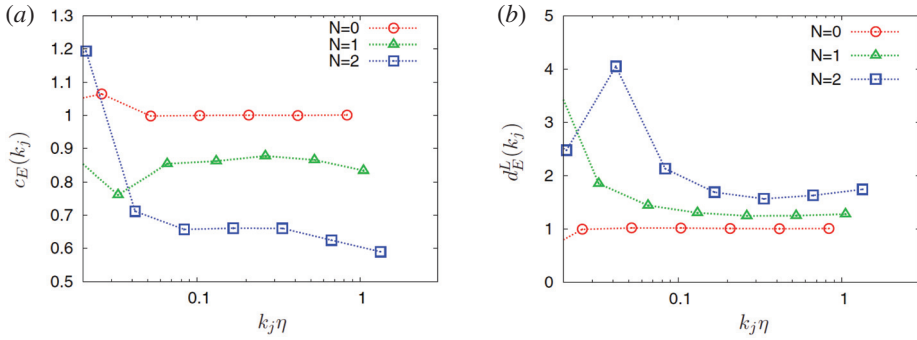 (a)
1.3
1.2
1.1
1
0.9
0.8
0.7
0.6
0.5
c_E(k_j)
N=0
N=1
N=2
0.1
1
k_jη
(b)
5
4
3
2
1
0
d_E^L(k_j)
N=0
N=1
N=2
0.1
1
k_jη